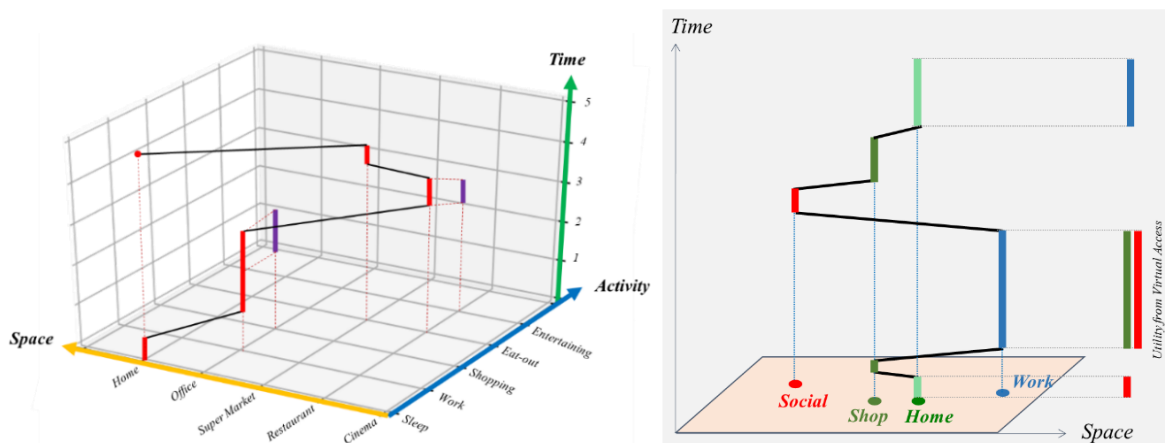 Time
5
4
3
2
1
Activity
Space
Home
Office
Super Market
Restaurant
Cinema
Entertaining
Eat-out
Shopping
Work
Sleep
Time
Utility from Virtual Access
Social
Shop
Home
Work
Space